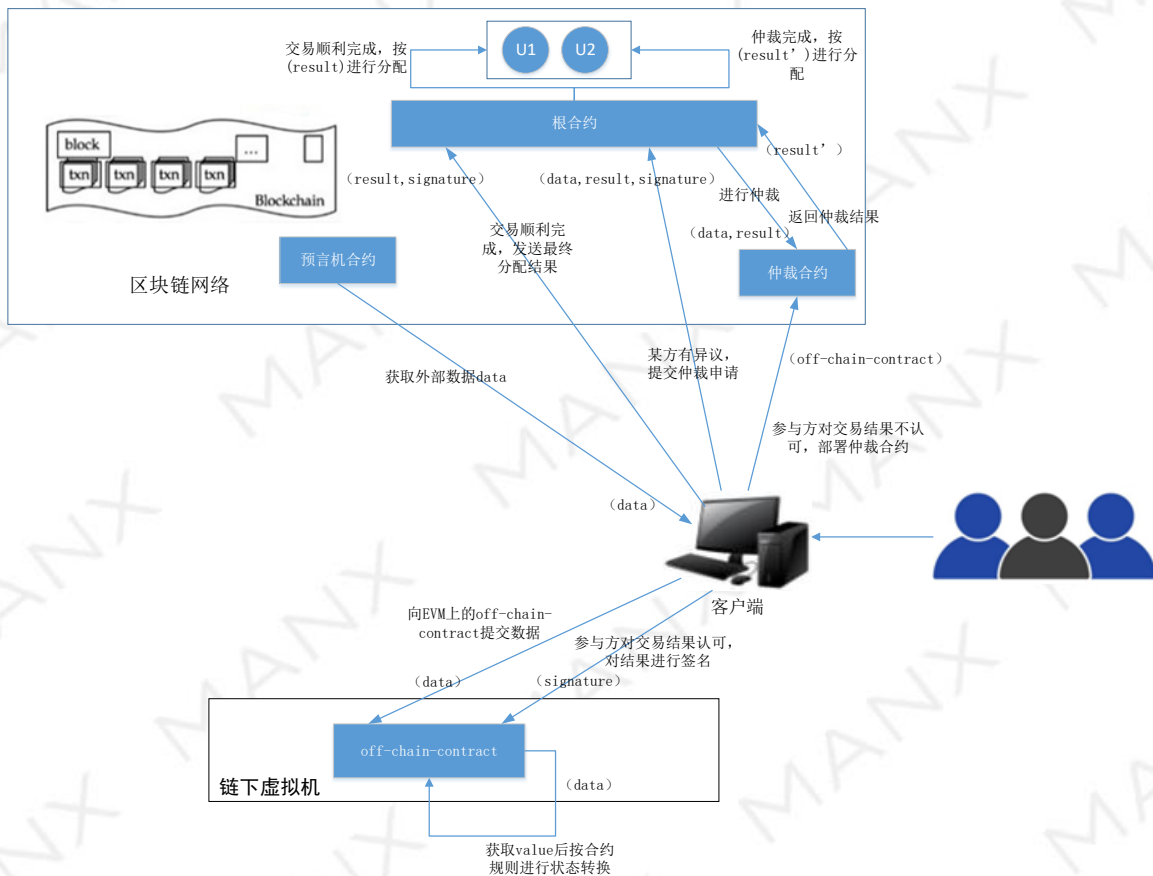 交易顺利完成，按
(result)进行分配
U1
U2
仲裁完成，按
(result’)进行分
配
根合约
block
...
txn
txn
txn
txn
Blockchain
（result,signature）
（data,result,signature）
（result’）
进行仲裁
返回仲裁结果
（data,result）
交易顺利完
成，发送最终
分配结果
预言机合约
仲裁合约
区块链网络
获取外部数据data
某方有异议，
提交仲裁申请
（off-chain-contract）
参与方对交易结果不认
可，部署仲裁合约
（data）
客户端
向EVM上的off-chain-
contract提交数据
参与方对交易结果认可，
对结果进行签名
（data）
（signature）
off-chain-contract
链下虚拟机
（data）
获取value后按合约
规则进行状态转换
MANX
MANX
MANX
MANX
MANX
MANX
MANX